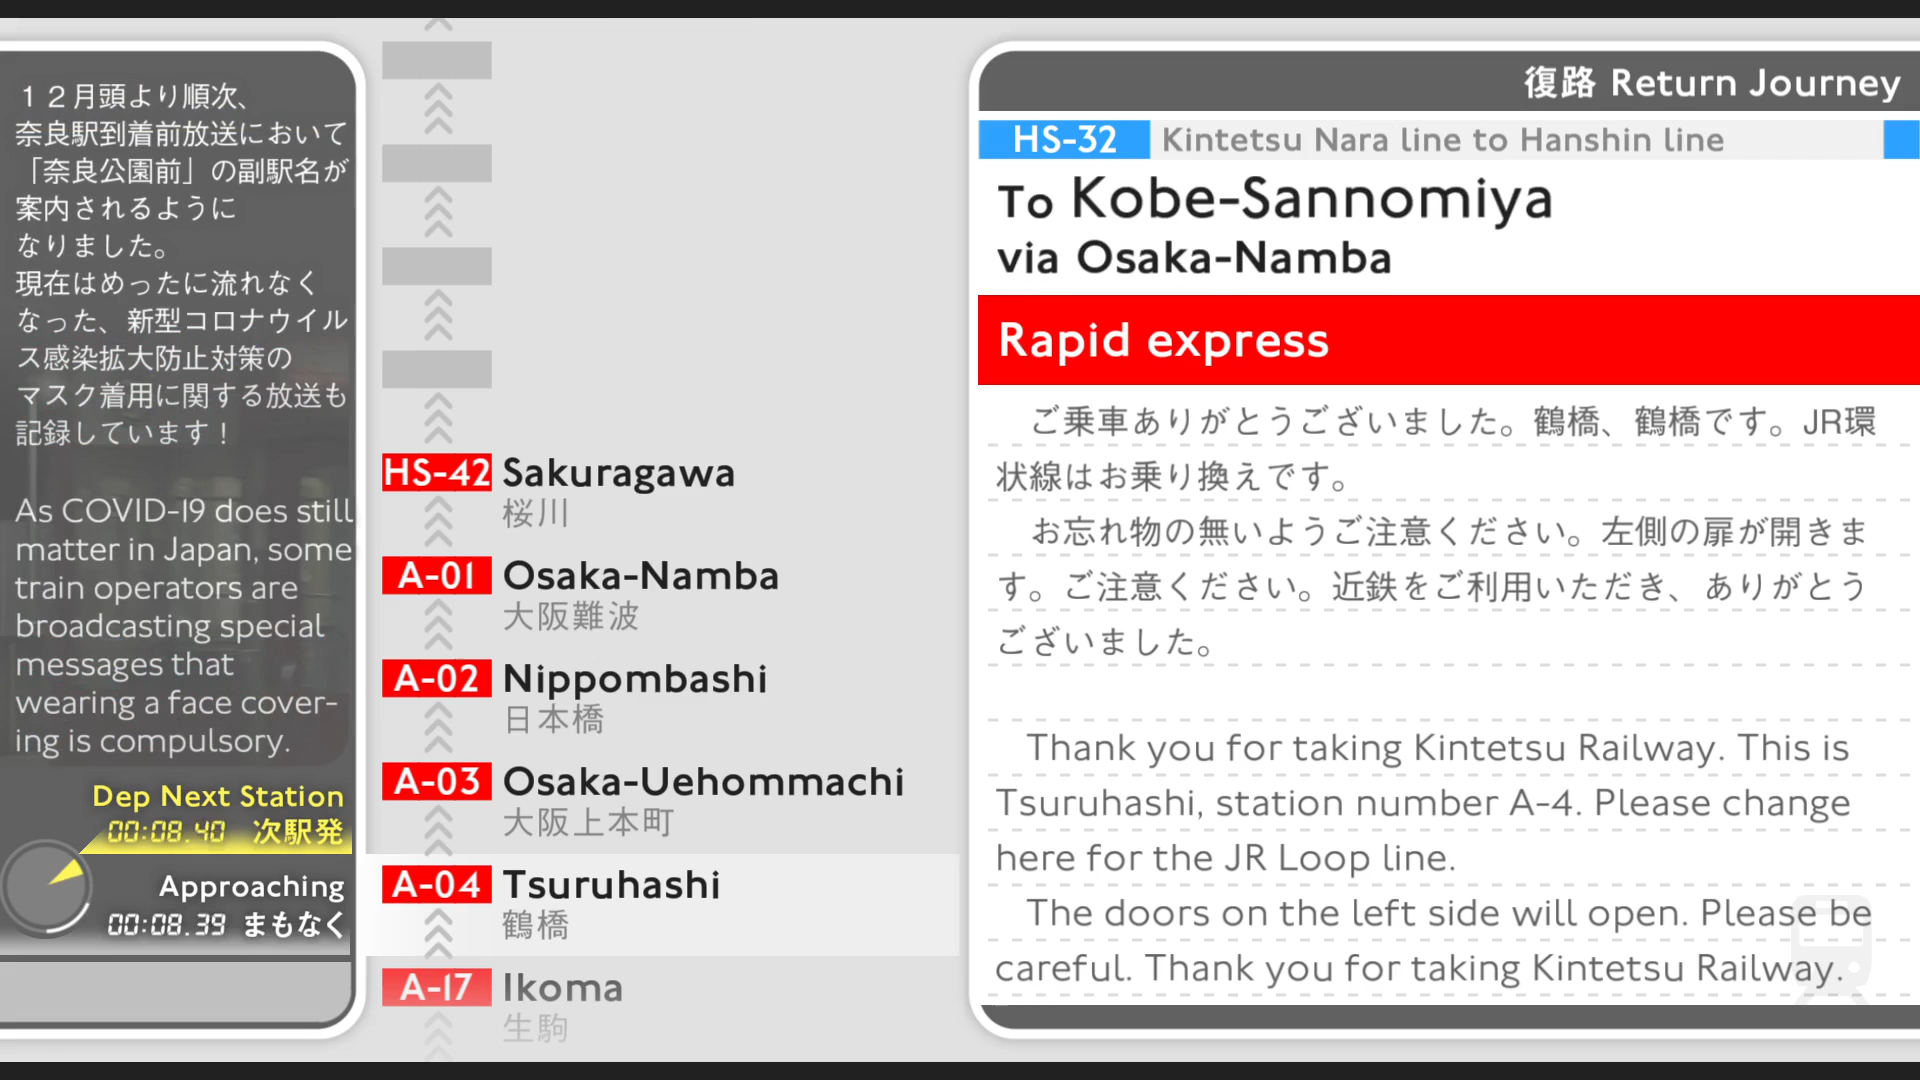 １２月頭より順次、
奈良駅到着前放送において
「奈良公園前」の副駅名が
案内されるように
なりました。
現在はめったに流れなく
なった、新型コロナウイル
ス感染拡大防止対策の
マスク着用に関する放送も
記録しています！
As COVID-19 does still
matter in Japan, some
train operators are
broadcasting special
messages that
wearing a face cover-
ing is compulsory.
Dep Next Station
00:08.40 次駅発
Approaching
00:08.39 まもなく
HS-42 Sakuragawa
桜川
A-01 Osaka-Namba
大阪難波
A-02 Nippombashi
日本橋
A-03 Osaka-Uehommachi
大阪上本町
A-04 Tsuruhashi
鶴橋
A-17 Ikoma
生駒
復路 Return Journey
HS-32 Kintetsu Nara line to Hanshin line
To Kobe-Sannomiya
via Osaka-Namba
Rapid express
ご乗車ありがとうございました。鶴橋、鶴橋です。JR環
状線はお乗り換えです。
お忘れ物の無いようご注意ください。左側の扉が開きま
す。ご注意ください。近鉄をご利用いただき、ありがとう
ございました。
Thank you for taking Kintetsu Railway. This is
Tsuruhashi, station number A-4. Please change
here for the JR Loop line.
The doors on the left side will open. Please be
careful. Thank you for taking Kintetsu Railway.